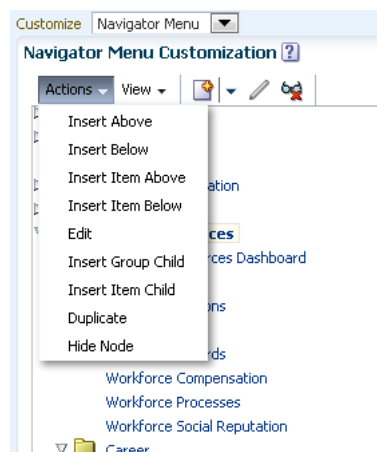 Customize Navigator Menu
Navigator Menu Customization ?
Actions View
Insert Above
Insert Below
Insert Item Above
ation
Insert Item Below
Edit
ces
Insert Group Child
rces Dashboard
Insert Item Child
ons
Duplicate
Hide Node
rds
Workforce Compensation
Workforce Processes
Workforce Social Reputation
Career